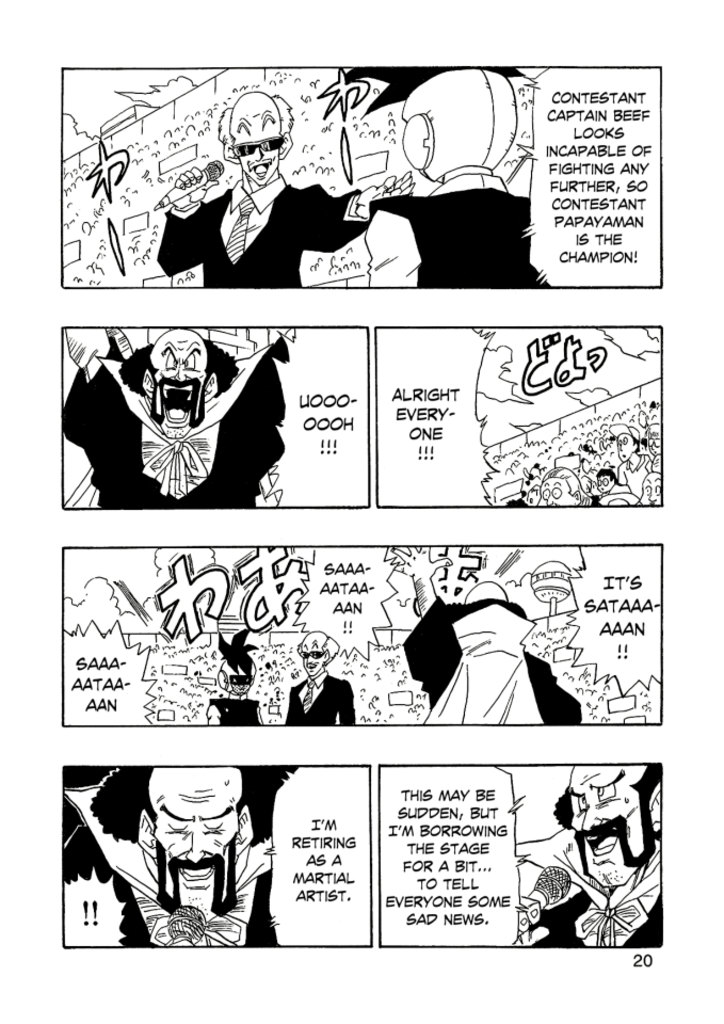 CONTESTANT
CAPTAIN BEEF
LOOKS
INCAPABLE OF
FIGHTING ANY
FURTHER, SO
CONTESTANT
PAPAYAMAN
IS THE
CHAMPION!
わ
ー
わ
ー
どよっ
ALRIGHT
EVERY-
ONE
!!!
UOOO-
OOOH
!!!
IT'S
SATAAA-
AAAN
!!
SAAA-
AATAA-
AAN
!!
わあ
SAAA-
AATAA-
AAN
THIS MAY BE
SUDDEN, BUT
I'M BORROWING
THE STAGE
FOR A BIT...
TO TELL
EVERYONE SOME
SAD NEWS.
I'M
RETIRING
AS A
MARTIAL
ARTIST.
!!
20